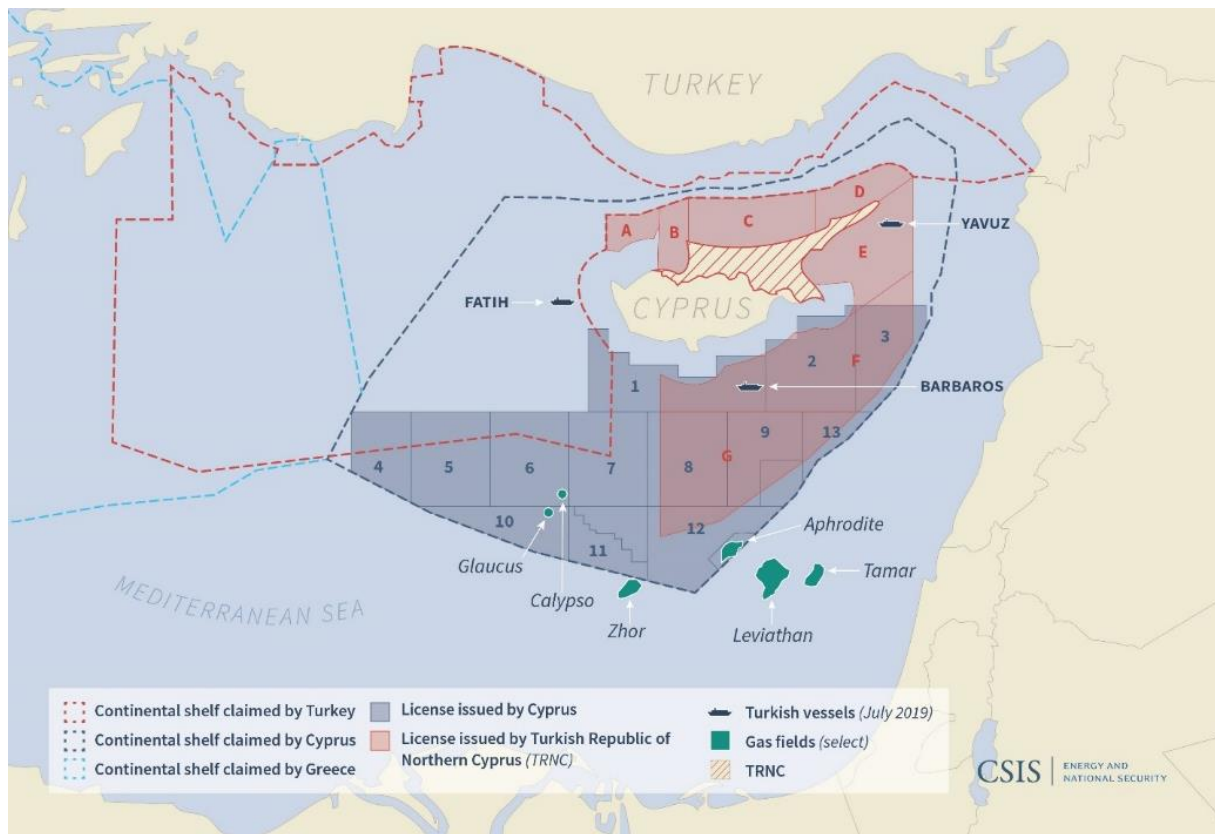 TURKEY
D
C
A
B
YAVUZ
E
FATIH
CYPRUS
3
2
F
1
BARBAROS
9
13
4
5
6
7
8
G
10
12
11
Aphrodite
Glaucus
Calypso
Tamar
Zhor
Leviathan
MEDITERRANEAN SEA
Continental shelf claimed by Turkey
Continental shelf claimed by Cyprus
Continental shelf claimed by Greece
License issued by Cyprus
License issued by Turkish Republic of
Northern Cyprus (TRNC)
Turkish vessels (July 2019)
Gas fields (select)
TRNC
CSIS
ENERGY AND
NATIONAL SECURITY